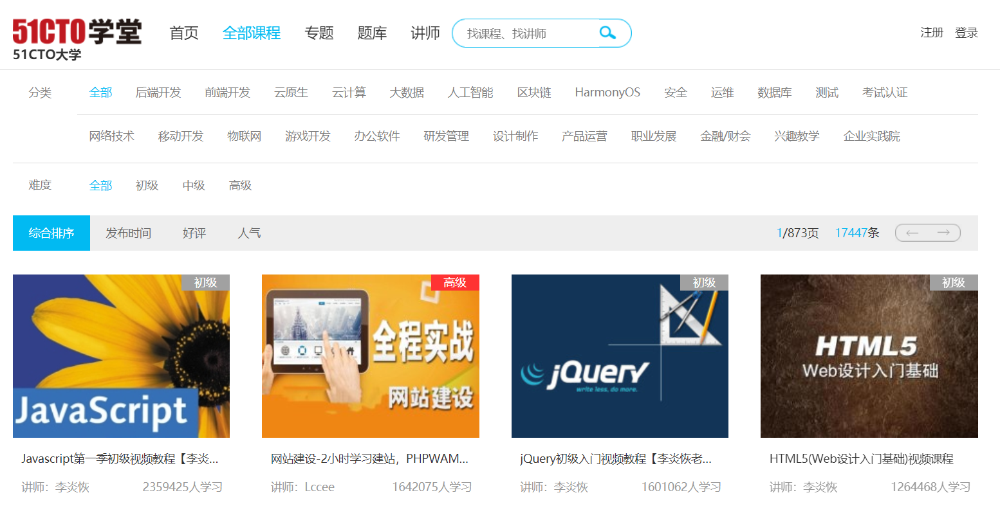 51CTO学堂
51CTO大学
首页 全部课程 专题 题库 讲师 找课程、找讲师 注册 登录
分类 全部 后端开发 前端开发 云原生 云计算 大数据 人工智能 区块链 HarmonyOS 安全 运维 数据库 测试 考试认证
网络技术 移动开发 物联网 游戏开发 办公软件 研发管理 设计制作 产品运营 职业发展 金融/财会 兴趣教学 企业实践院
难度 全部 初级 中级 高级
综合排序 发布时间 好评 人气 1/873页 17447条
初级 高级 初级 初级
JavaScript
全程实战
网站建设
jQuery
write less, do more.
HTML5
Web设计入门基础
Javascript第一季初级视频教程【李炎... 网站建设-2小时学习建站，PHPWAM... jQuery初级入门视频教程【李炎恢老... HTML5(Web设计入门基础)视频课程
讲师：李炎恢 2359425人学习 讲师：Lccee 1642075人学习 讲师：李炎恢 1601062人学习 讲师：李炎恢 1264468人学习